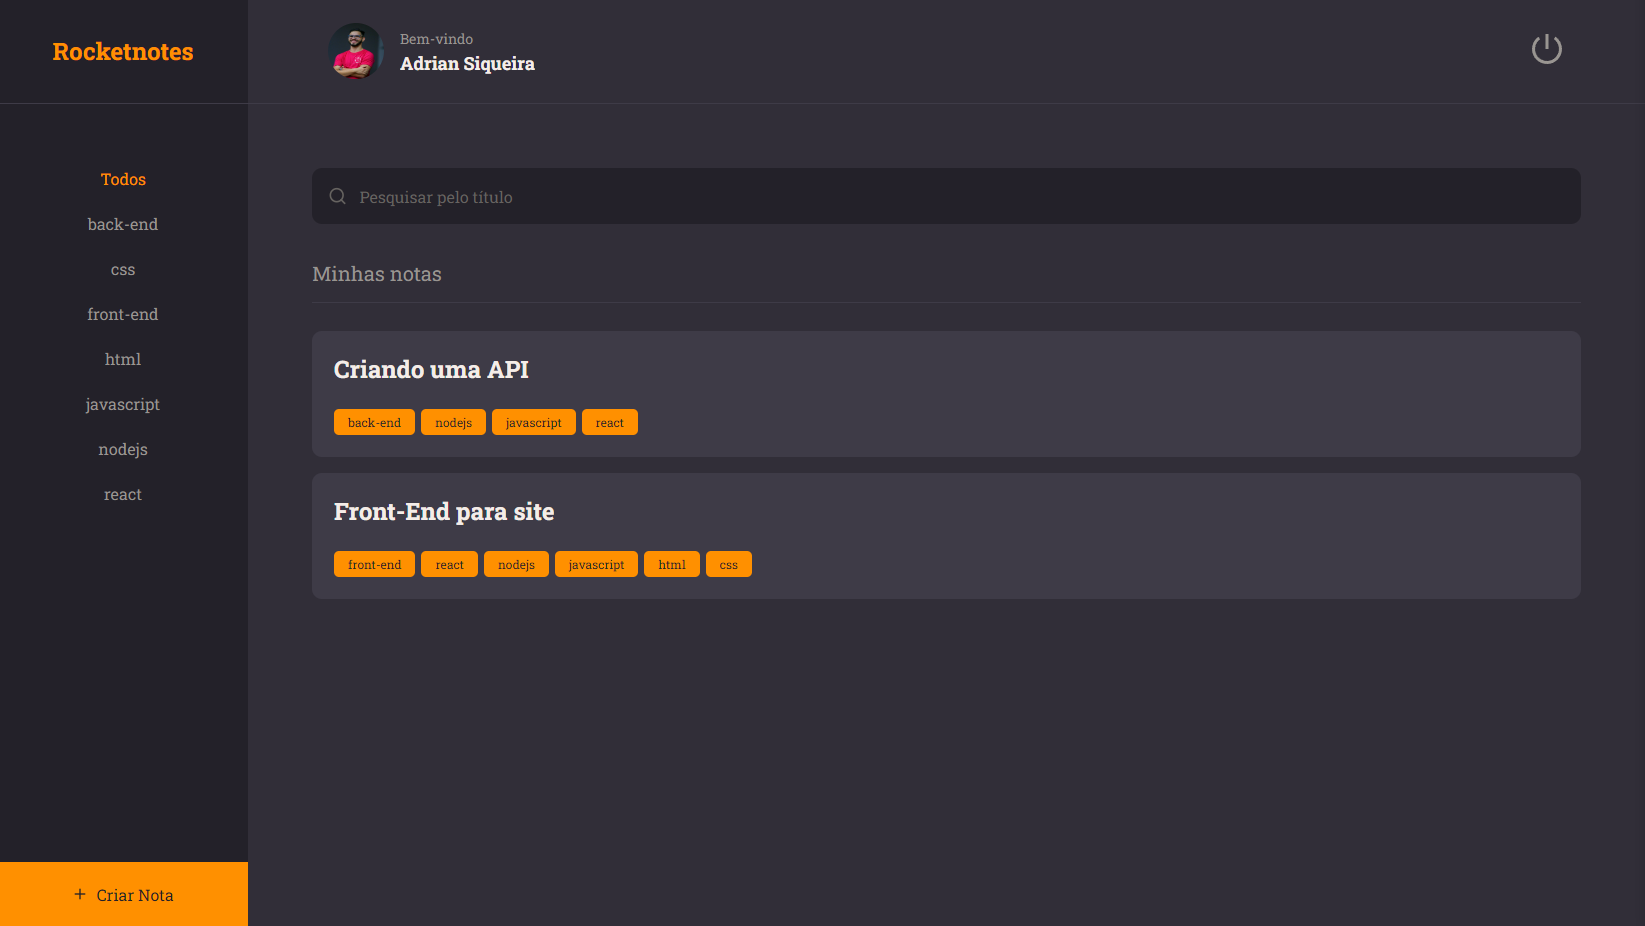 Rocketnotes
Bem-vindo
Adrian Siqueira
Todos
back-end
css
front-end
html
javascript
nodejs
react
Criar Nota
Pesquisar pelo título
Minhas notas
Criando uma API
back-end nodejs javascript react
Front-End para site
front-end react nodejs javascript html css